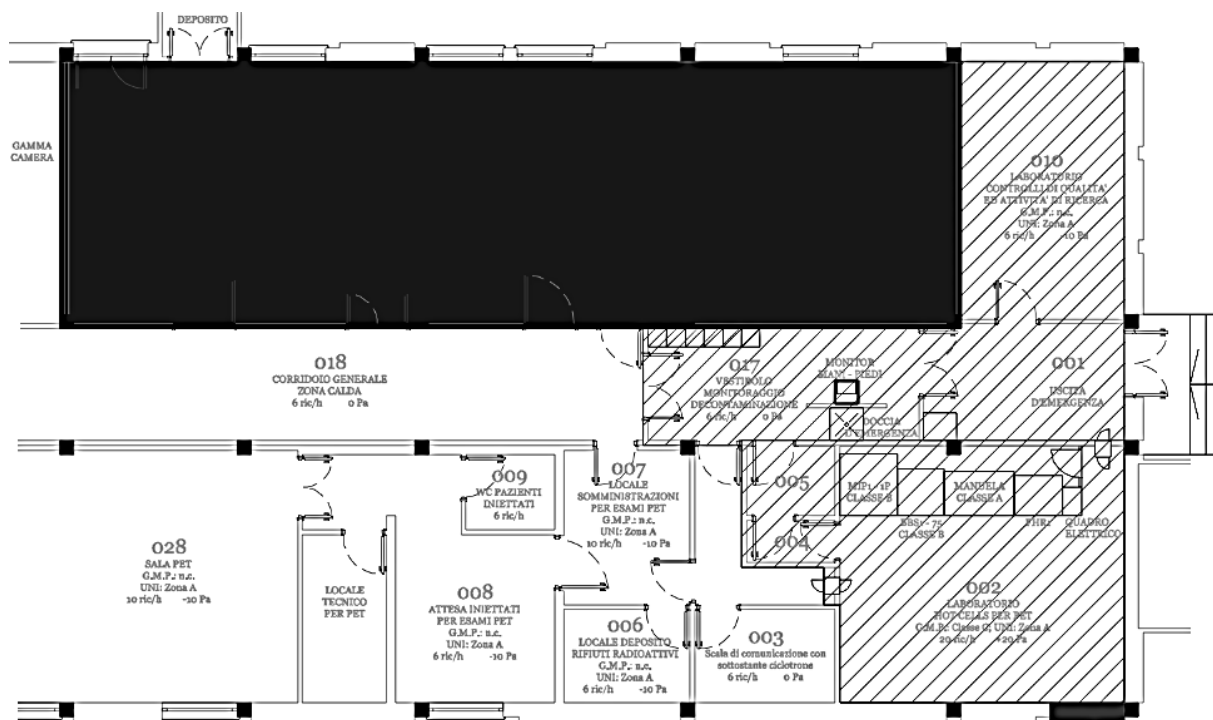 DEPOSITO
GAMMA
CAMERA
010
LABORATORIO
CONTROLLI DI QUALITA'
ED ATTIVITA' DI RICERCA
G.M.P.: n.c.
UNI: Zona A
6 ric/h -10 Pa
018
CORRIDOIO GENERALE
ZONA CALDA
6 ric/h 0 Pa
017
VESTIBOLO
MONITORAGGIO
DECONTAMINAZIONE
6 ric/h 0 Pa
MONITOR
MANI - PIEDI
DOCCIA
D'EMERGENZA
001
USCITA
D'EMERGENZA
028
SALA PET
G.M.P.: n.c.
UNI: Zona A
10 ric/h -10 Pa
LOCALE
TECNICO
PER PET
009
WC PAZIENTI
INIETTATI
6 ric/h
008
ATTESA INIETTATI
PER ESAMI PET
G.M.P.: n.c.
UNI: Zona A
6 ric/h -10 Pa
007
LOCALE
SOMMINISTRAZIONI
PER ESAMI PET
G.M.P.: n.c.
UNI: Zona A
10 ric/h -10 Pa
006
LOCALE DEPOSITO
RIFIUTI RADIOATTIVI
G.M.P.: n.c.
UNI: Zona A
6 ric/h -10 Pa
003
Scala di comunicazione con
sottostante ciclotrone
6 ric/h 0 Pa
005
004
MIP1 - 1P
CLASSE B
BBS1 - 75
CLASSE B
MANUELA
CLASSE A
PHR1
QUADRO
ELETTRICO
002
LABORATORIO
HOT CELLS PER PET
G.M.P.: Classe C, UNI: Zona A
20 ric/h +20 Pa